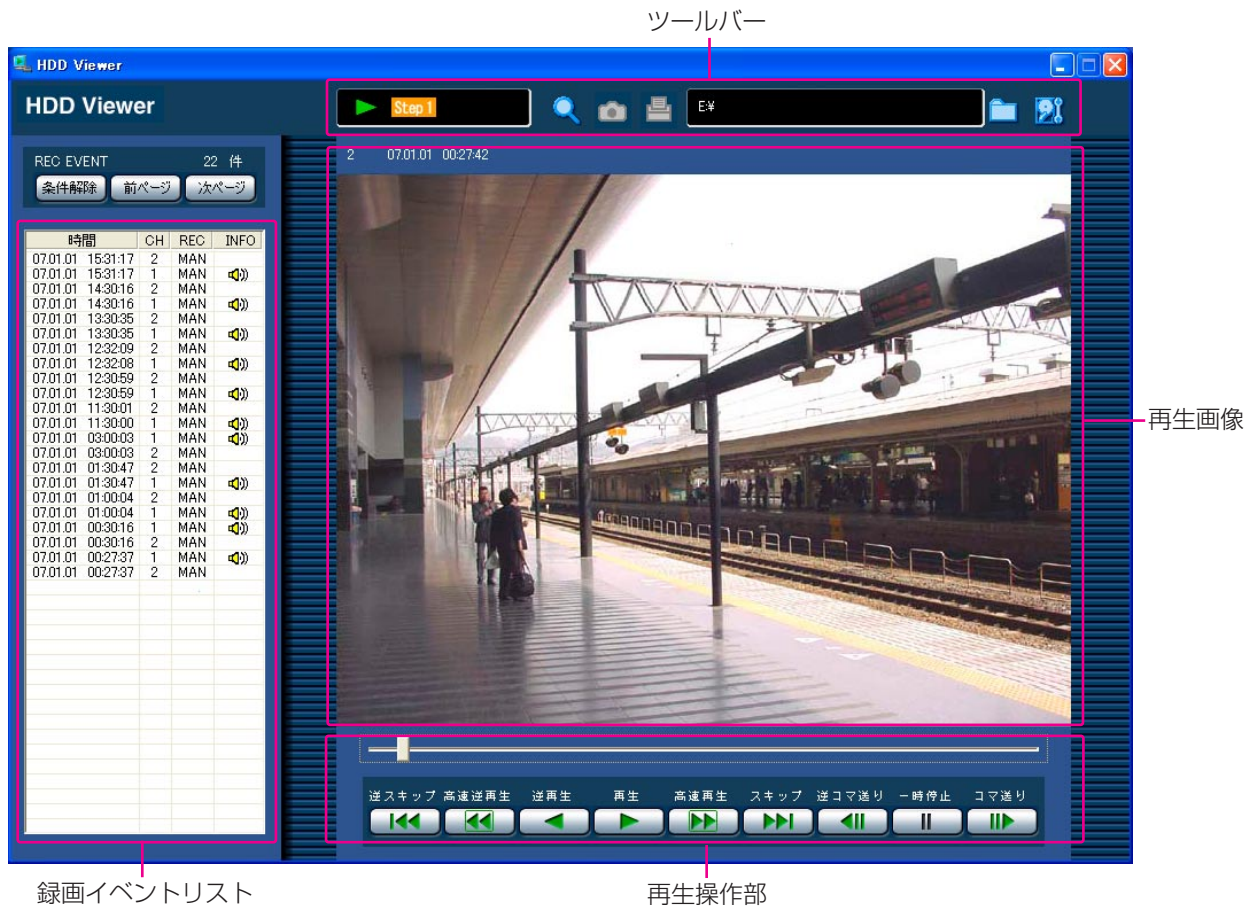 ツールバー
HDD Viewer
HDD Viewer
Step 1
E:¥
REC EVENT 22 件
条件解除 前ページ 次ページ
2 07.01.01 00:27:42
時間 CH REC INFO
07.01.01 15:31:17 2 MAN
07.01.01 15:31:17 1 MAN
07.01.01 14:30:16 2 MAN
07.01.01 14:30:16 1 MAN
07.01.01 13:30:35 2 MAN
07.01.01 13:30:35 1 MAN
07.01.01 12:32:09 2 MAN
07.01.01 12:32:08 1 MAN
07.01.01 12:30:59 2 MAN
07.01.01 12:30:59 1 MAN
07.01.01 11:30:01 2 MAN
07.01.01 11:30:00 1 MAN
07.01.01 03:00:03 1 MAN
07.01.01 03:00:03 2 MAN
07.01.01 01:30:47 2 MAN
07.01.01 01:30:47 1 MAN
07.01.01 01:00:04 2 MAN
07.01.01 01:00:04 1 MAN
07.01.01 00:30:16 1 MAN
07.01.01 00:30:16 2 MAN
07.01.01 00:27:37 1 MAN
07.01.01 00:27:37 2 MAN
再生画像
逆スキップ 高速逆再生 逆再生 再生 高速再生 スキップ 逆コマ送り 一時停止 コマ送り
録画イベントリスト
再生操作部